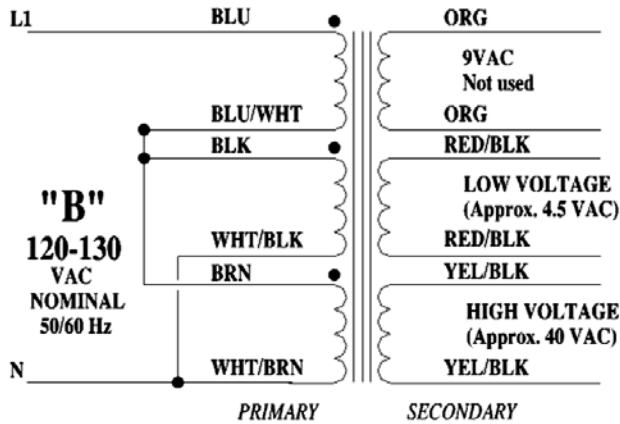 L1 BLU ORG
9VAC
Not used
BLU/WHT ORG
BLK RED/BLK
"B"
120-130
VAC
NOMINAL
50/60 Hz
LOW VOLTAGE
(Approx. 4.5 VAC)
WHT/BLK RED/BLK
BRN YEL/BLK
HIGH VOLTAGE
(Approx. 40 VAC)
N WHT/BRN YEL/BLK
PRIMARY SECONDARY